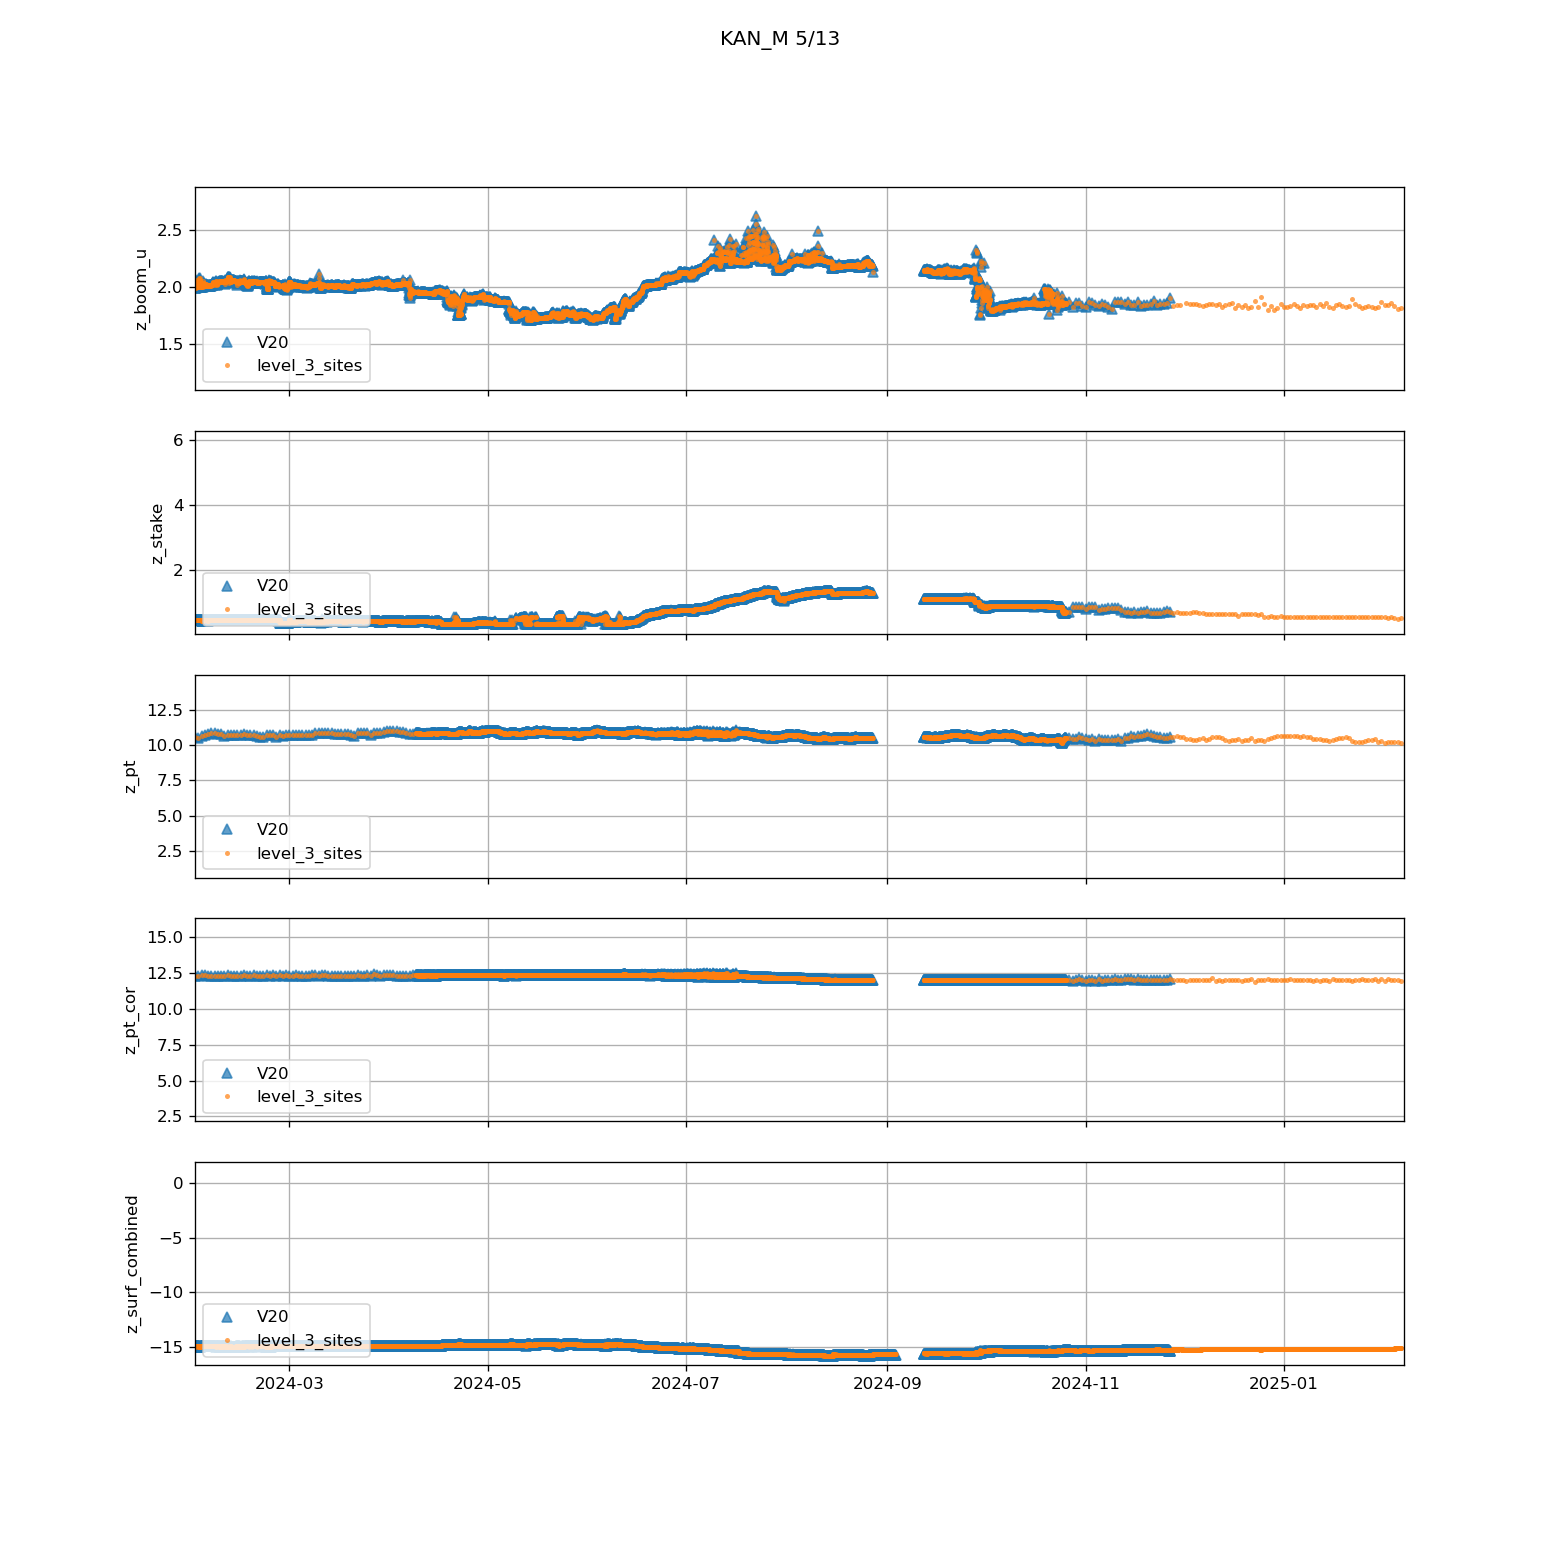 KAN_M 5/13
z_boom_u
2.5
2.0
1.5
V20
level_3_sites
z_stake
6
4
2
V20
level_3_sites
z_pt
12.5
10.0
7.5
5.0
2.5
V20
level_3_sites
z_pt_cor
15.0
12.5
10.0
7.5
5.0
2.5
V20
level_3_sites
z_surf_combined
0
−5
−10
−15
V20
level_3_sites
2024-03 2024-05 2024-07 2024-09 2024-11 2025-01